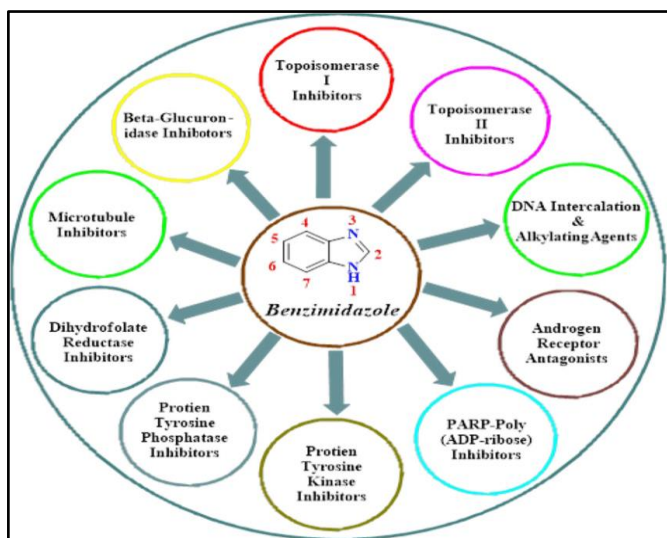 Topoisomerase
I
Inhibitors
Topoisomerase
II
Inhibitors
DNA Intercalation
&
Alkylating Agents
Androgen
Receptor
Antagonists
PARP-Poly
(ADP-ribose)
Inhibitors
Protien
Tyrosine
Kinase
Inhibitors
Protien
Tyrosine
Phosphatase
Inhibitors
Dihydrofolate
Reductase
Inhibitors
Microtubule
Inhibitors
Beta-Glucuron-
idase Inhibotors
4
3
N
5
2
6
N
H
7
1
Benzimidazole